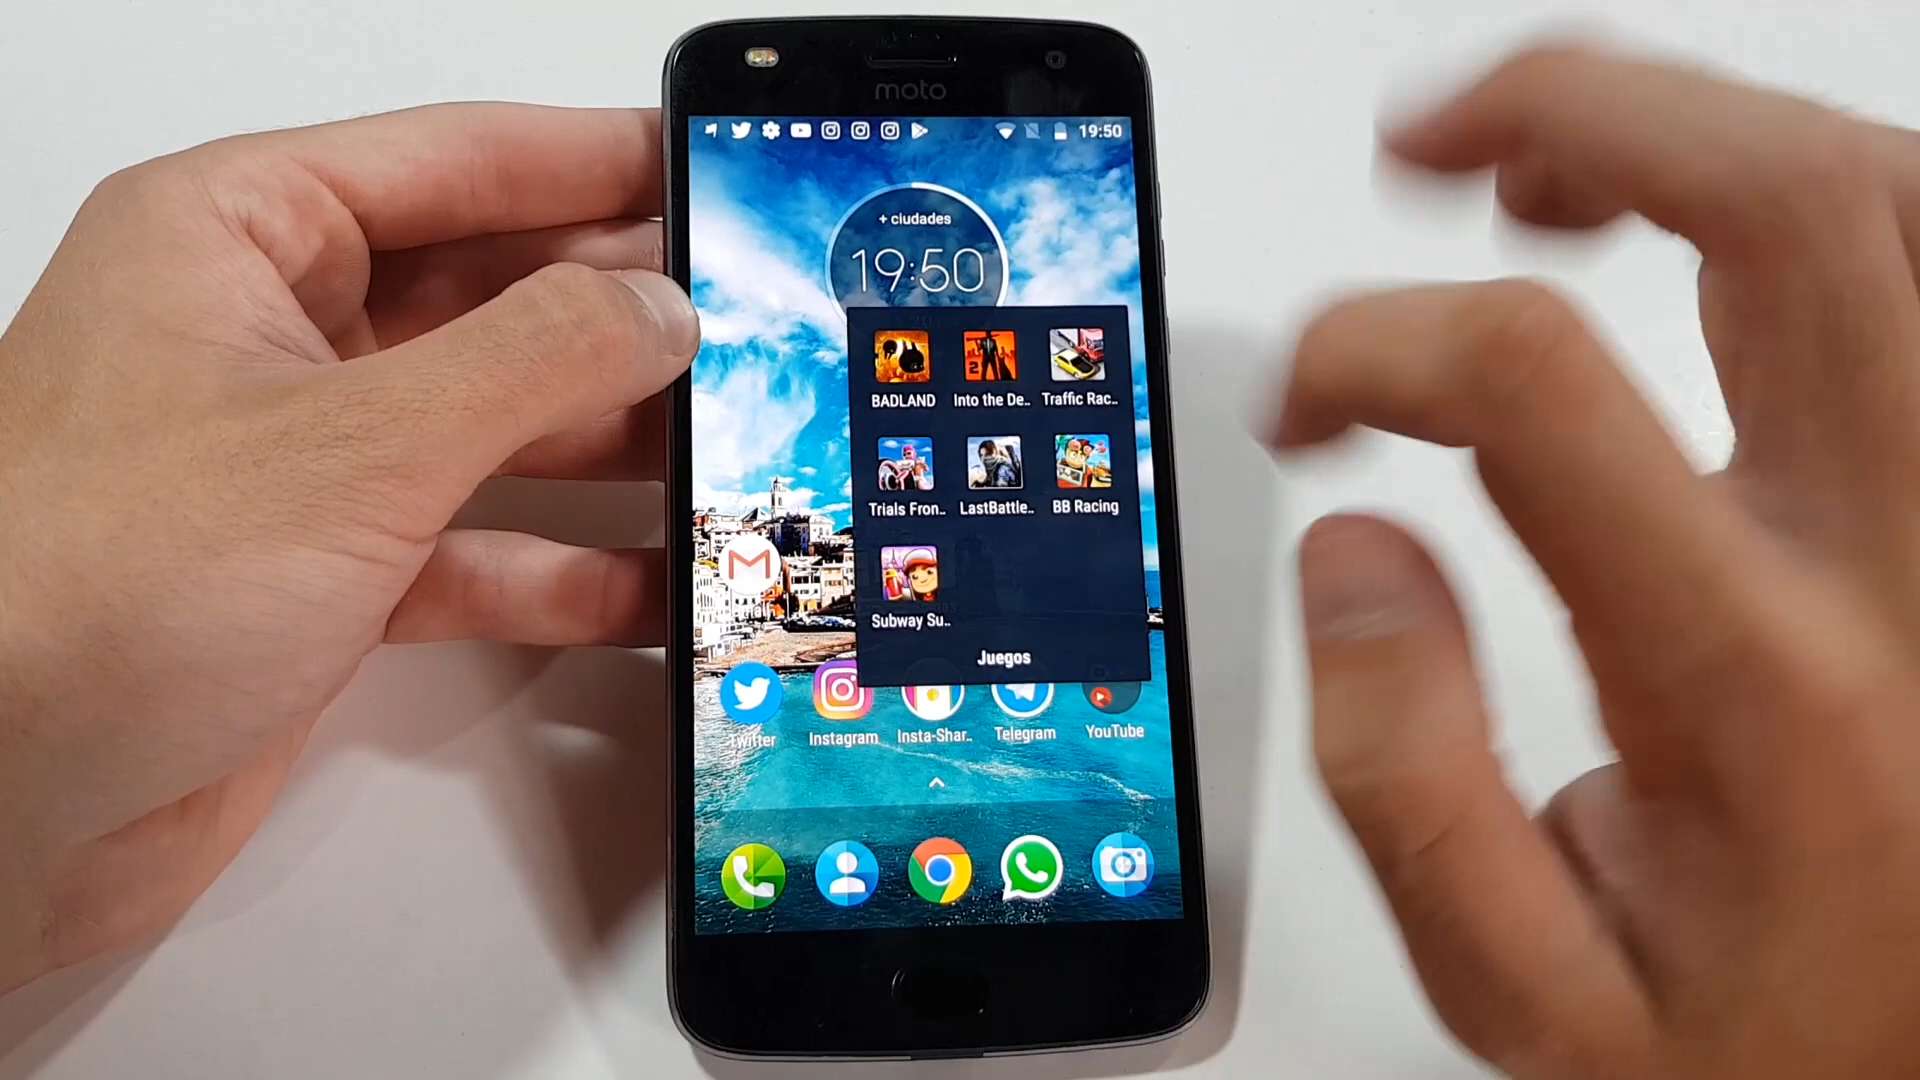 moto
19:50
+ ciudades
19:50
BADLAND
Into the De..
Traffic Rac..
2
Trials Fron..
LastBattle..
BB Racing
Subway Su..
Juegos
Twitter
Instagram
Insta-Shar..
Telegram
YouTube